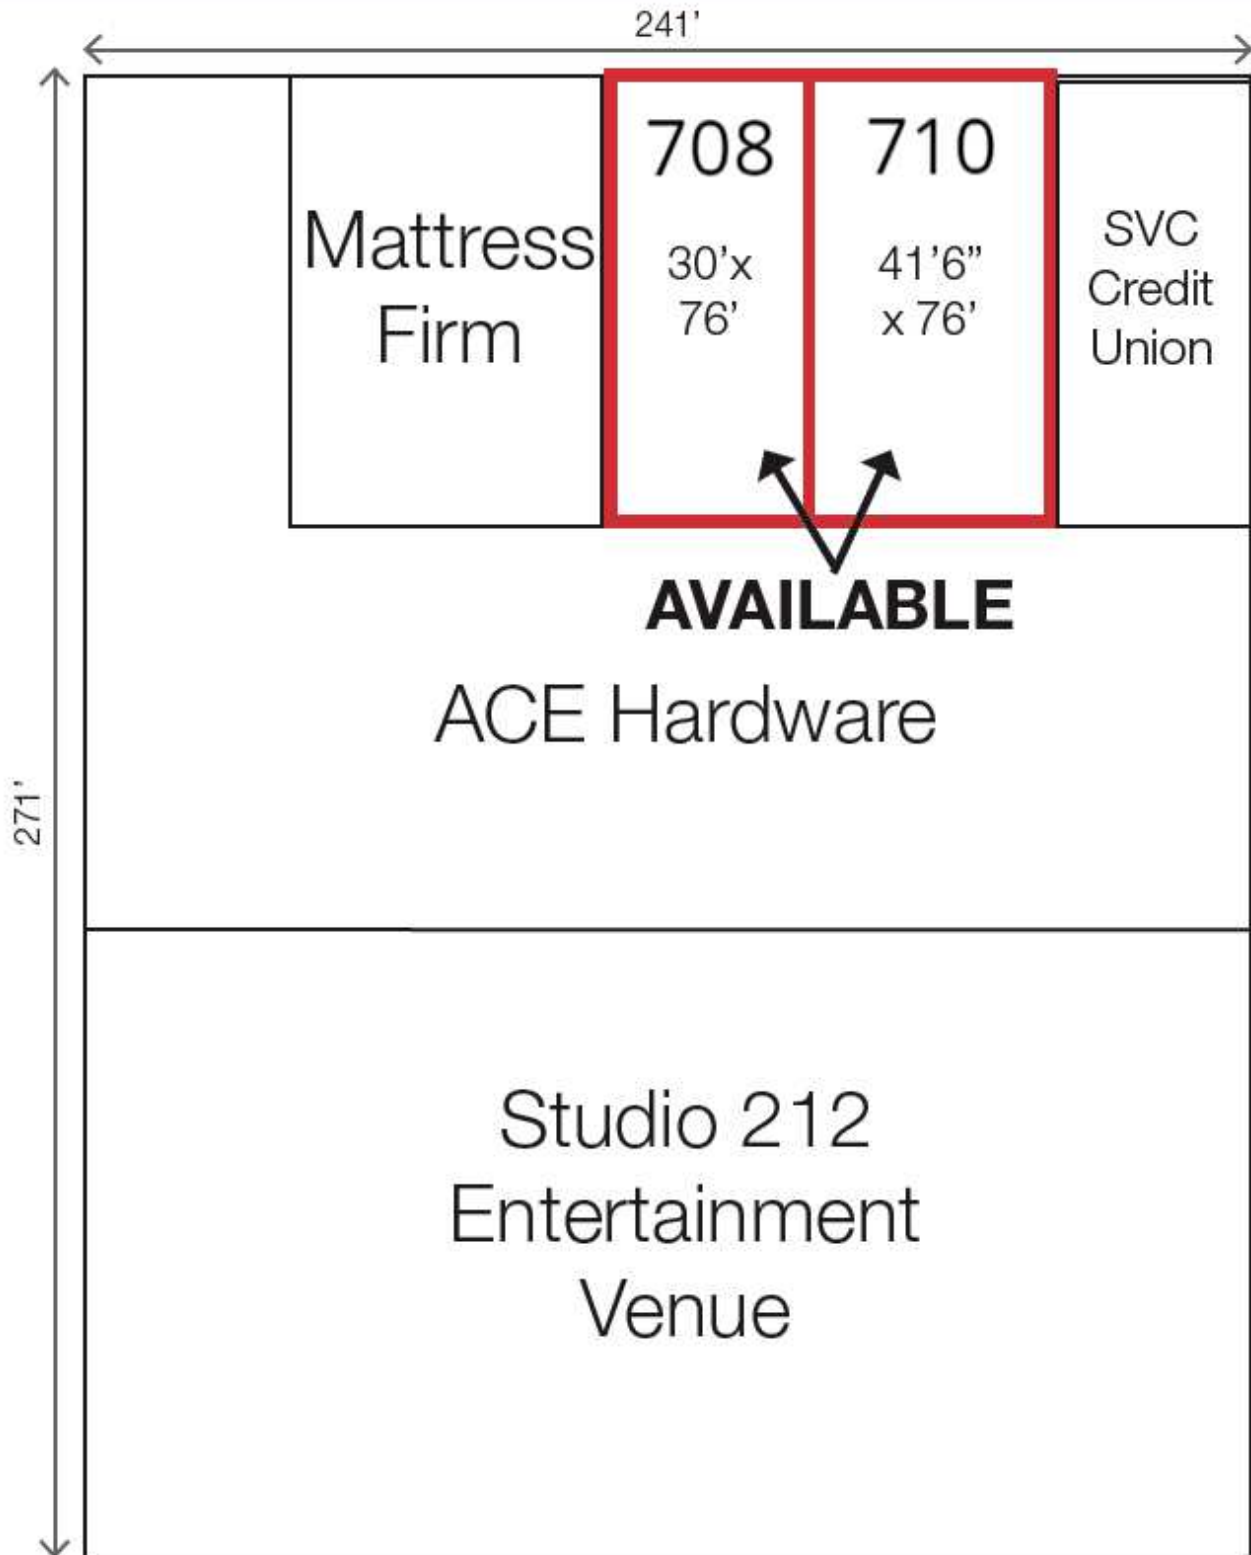 241’
708
710
Mattress
Firm
30’x
76’
41’6”
x 76’
SVC
Credit
Union
AVAILABLE
ACE Hardware
271’
Studio 212
Entertainment
Venue